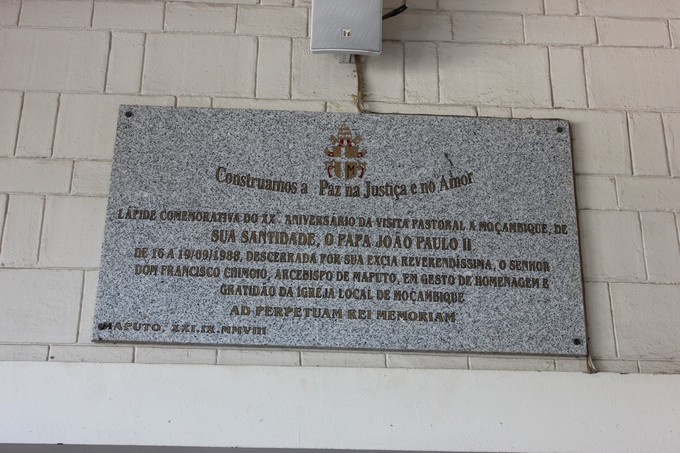 Construamos a Paz na Justiça e no Amor
LÁPIDE COMEMORATIVA DO XX° ANIVERSÁRIO DA VISITA PASTORAL A MOÇAMBIQUE, DE
SUA SANTIDADE, O PAPA JOÃO PAULO II
DE 16 A 19/09/1988, DESCERRADA POR SUA EXCIA REVERENDÍSSIMA, O SENHOR
DOM FRANCISCO CHIMOIO, ARCEBISPO DE MAPUTO, EM GESTO DE HOMENAGEM E
GRATIDÃO DA IGREJA LOCAL DE MOÇAMBIQUE
AD PERPETUAM REI MEMORIAM
MAPUTO, XXI.IX.MMVIII